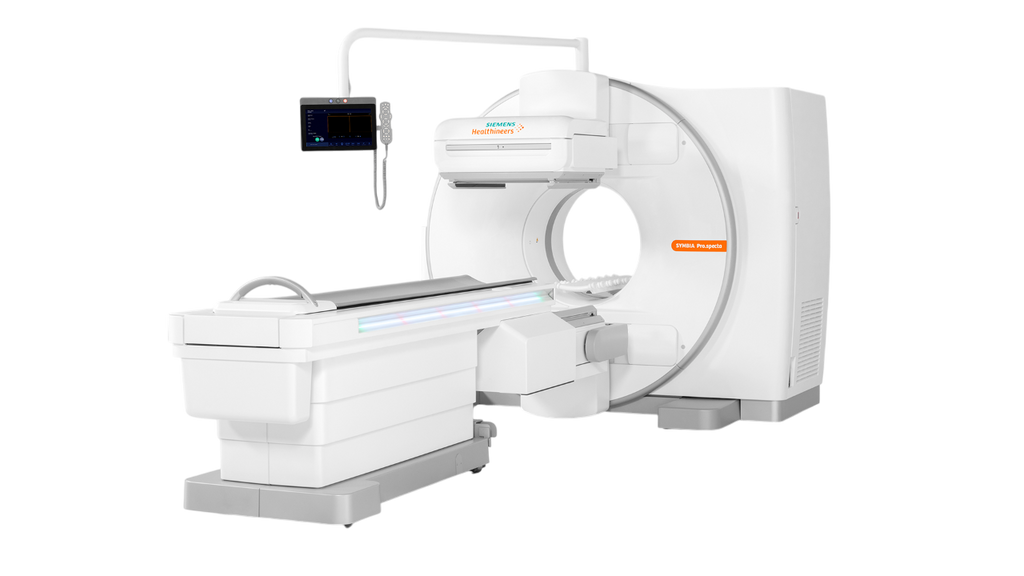 SIEMENS
Healthineers
SYMBIA Pro.specta